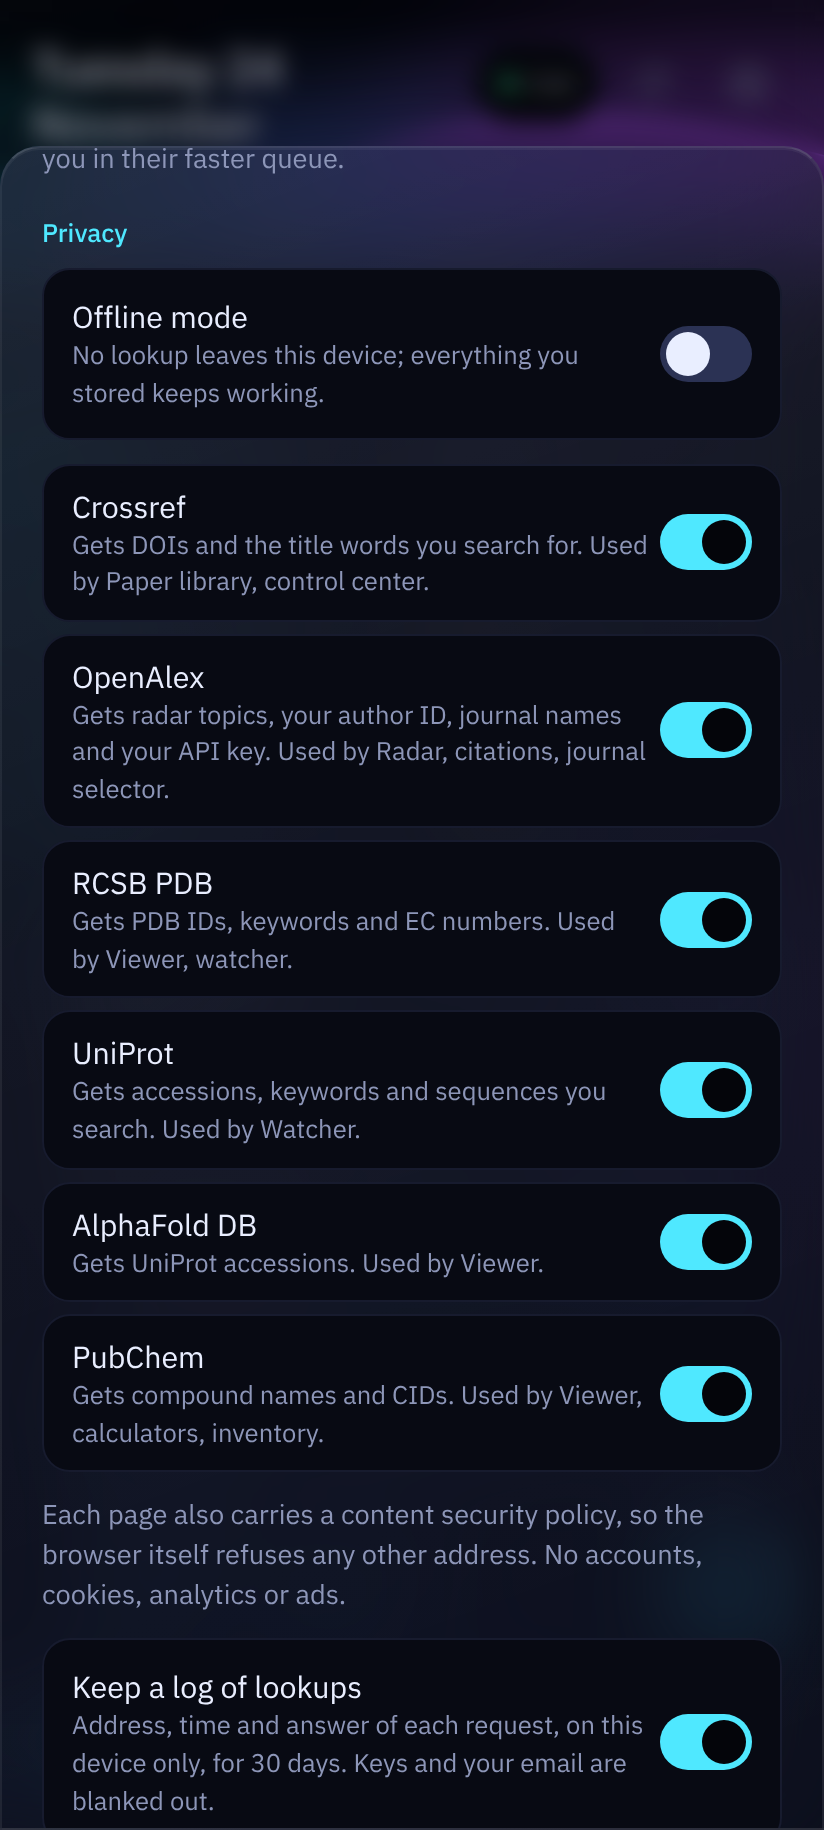 Tuesday 24
November
you in their faster queue.
Privacy
Offline mode
No lookup leaves this device; everything you
stored keeps working.
Crossref
Gets DOIs and the title words you search for. Used
by Paper library, control center.
OpenAlex
Gets radar topics, your author ID, journal names
and your API key. Used by Radar, citations, journal
selector.
RCSB PDB
Gets PDB IDs, keywords and EC numbers. Used
by Viewer, watcher.
UniProt
Gets accessions, keywords and sequences you
search. Used by Watcher.
AlphaFold DB
Gets UniProt accessions. Used by Viewer.
PubChem
Gets compound names and CIDs. Used by Viewer,
calculators, inventory.
Each page also carries a content security policy, so the
browser itself refuses any other address. No accounts,
cookies, analytics or ads.
Keep a log of lookups
Address, time and answer of each request, on this
device only, for 30 days. Keys and your email are
blanked out.